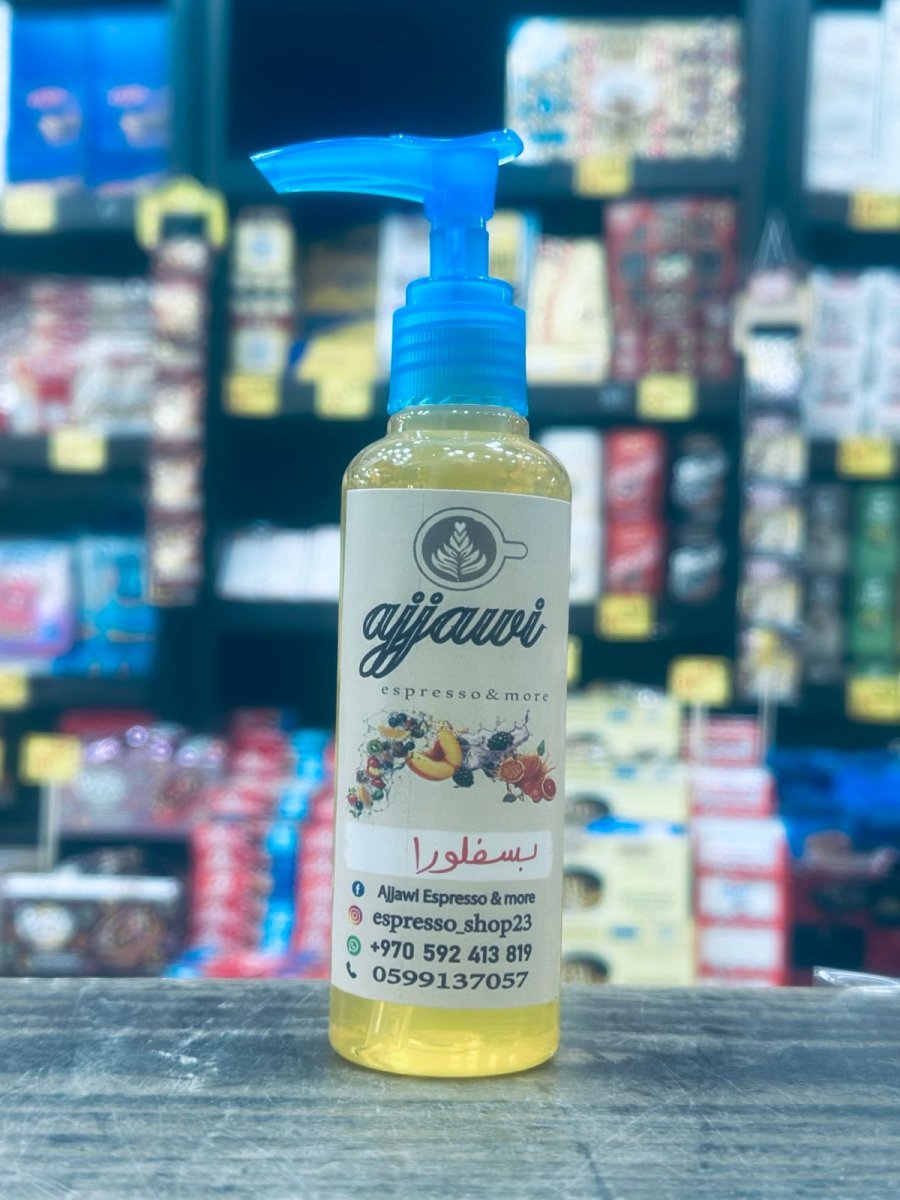 ajjawi
espresso&more
بسفلورا
Ajjawi Espresso & more
espresso_shop23
+970 592 413 819
0599137057